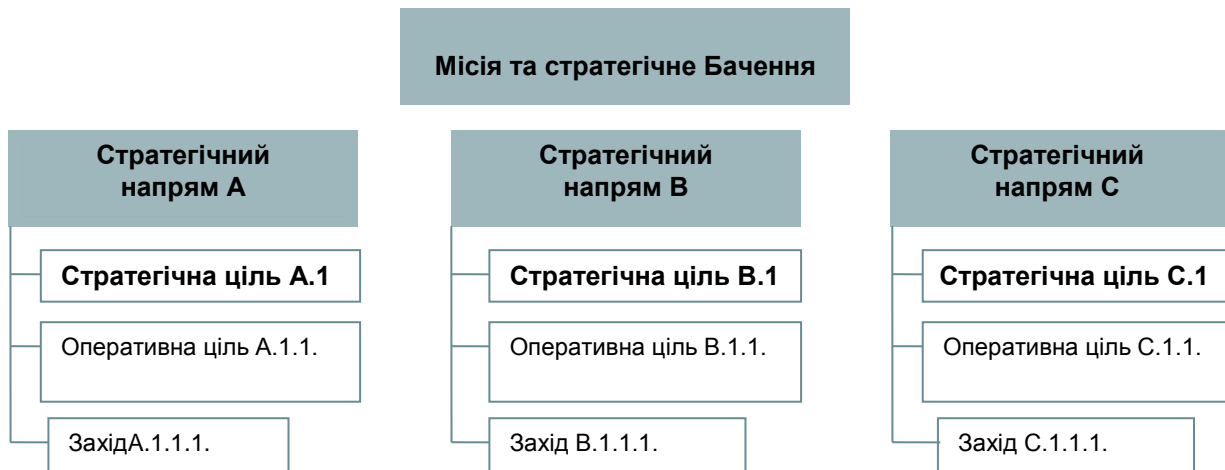 Місія та стратегічне Бачення
Стратегічний
напрям А
Стратегічна ціль А.1
Оперативна ціль А.1.1.
ЗахідА.1.1.1.
Стратегічний
напрям В
Стратегічна ціль В.1
Оперативна ціль В.1.1.
Захід В.1.1.1.
Стратегічний
напрям С
Стратегічна ціль С.1
Оперативна ціль С.1.1.
Захід С.1.1.1.